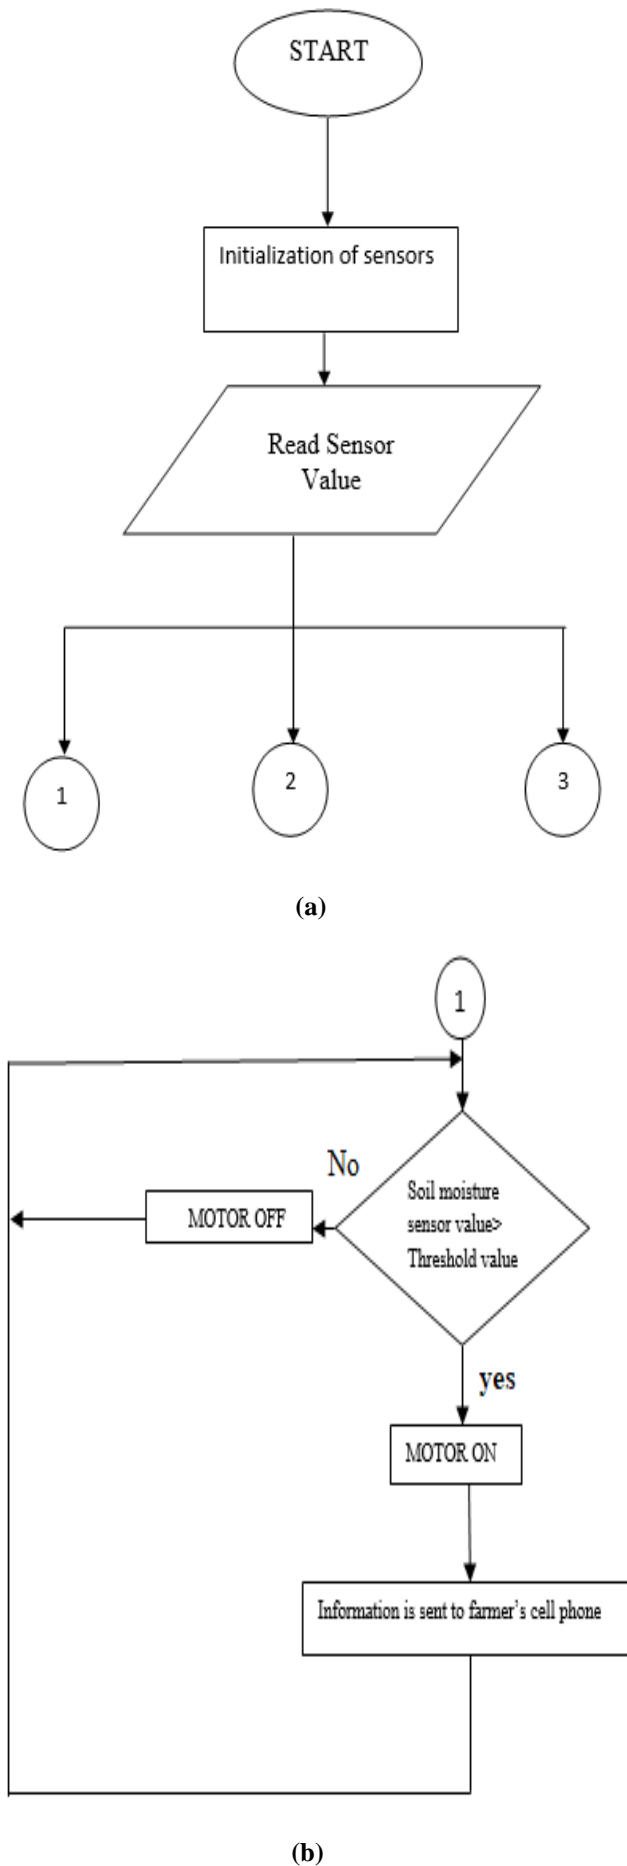 START
Initialization of sensors
Read Sensor
Value
1
2
3
(a)
1
No
Soil moisture
sensor value>
Threshold value
MOTOR OFF
yes
MOTOR ON
Information is sent to farmer's cell phone
(b)